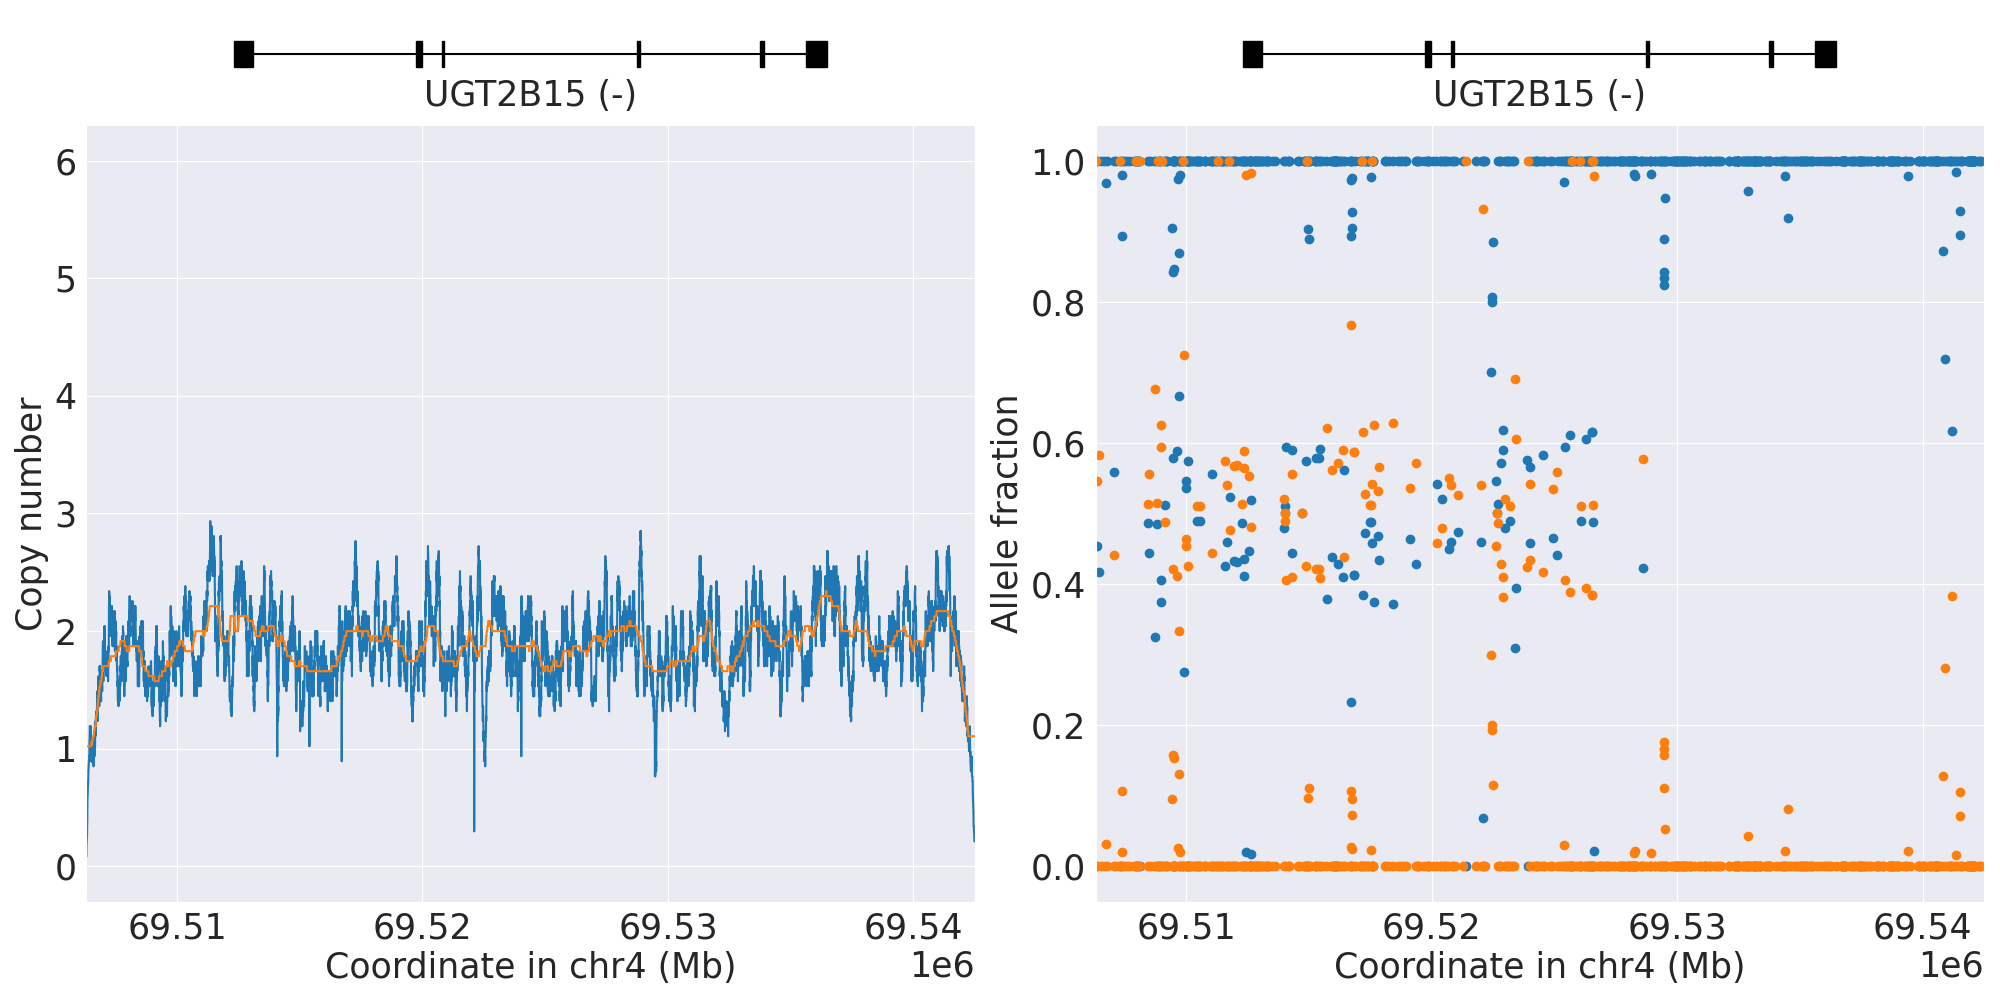 UGT2B15 (-)
6
5
4
3
2
1
0
Copy number
69.51
69.52
69.53
69.54
Coordinate in chr4 (Mb)
1e6
UGT2B15 (-)
1.0
0.8
0.6
0.4
0.2
0.0
Allele fraction
69.51
69.52
69.53
69.54
Coordinate in chr4 (Mb)
1e6